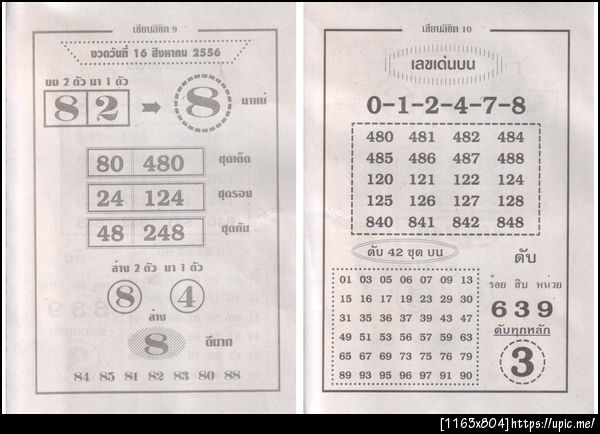 เซียนลิขิต 9
งวดวันที่ 16 สิงหาคม 2556
บน 2 ตัว มา 1 ตัว
8 2 8 มาแน่
80 480 ชุดเด็ด
24 124 ชุดรอง
48 248 ชุดกัน
ล่าง 2 ตัว มา 1 ตัว
8 4
ล่าง
8 ดีมาก
84 85 81 82 83 80 88
เซียนลิขิต 10
เลขเด่นบน
0-1-2-4-7-8
480 481 482 484
485 486 487 488
120 121 122 124
125 126 127 128
840 841 842 848
ดับ 42 ชุด บน
01 03 05 06 07 09 13
15 16 17 19 23 29 30
31 35 36 38 39 43 47
49 51 53 56 59 57 63
65 67 69 73 75 76 79
89 93 95 96 97 91 90
ดับ
ร้อย สิบ หน่วย
6 3 9
ดับทุกหลัก
3
[1163x804]https://upic.me/